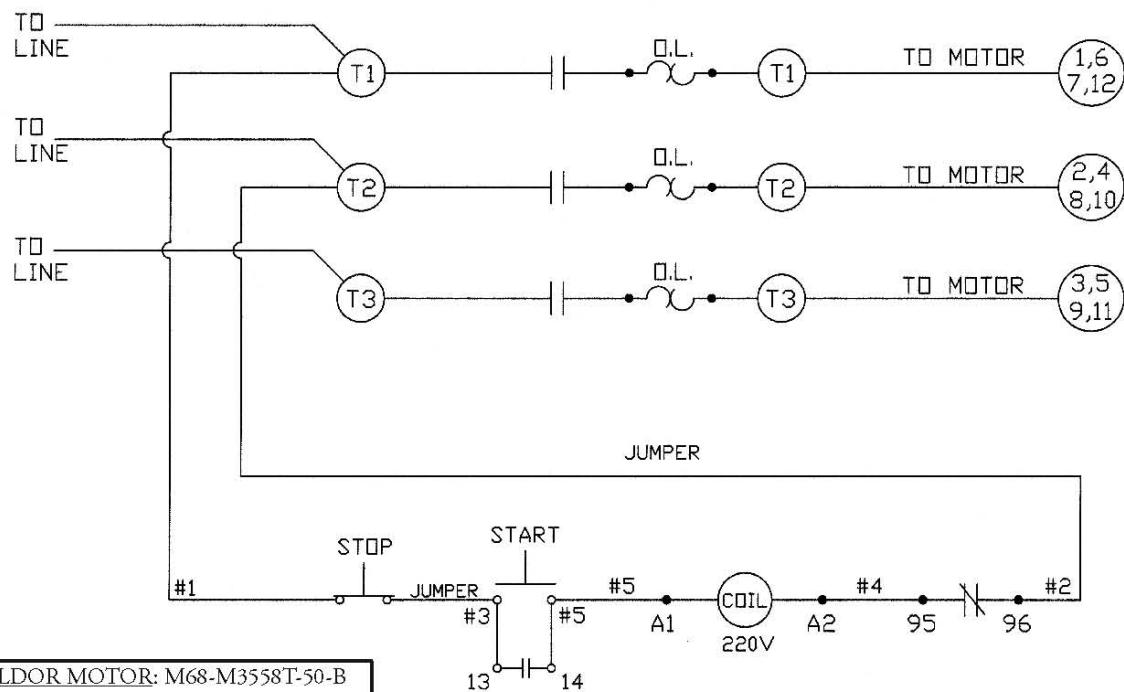 TO
LINE
T1
O.L.
T1
TO MOTOR
1,6
7,12
TO
LINE
T2
O.L.
T2
TO MOTOR
2,4
8,10
TO
LINE
T3
O.L.
T3
TO MOTOR
3,5
9,11
JUMPER
STOP
START
#1
JUMPER
#3
#5
#5
A1
COIL
220V
A2
#4
95
96
#2
13
14
LDOR MOTOR: M68-M3558T-50-B